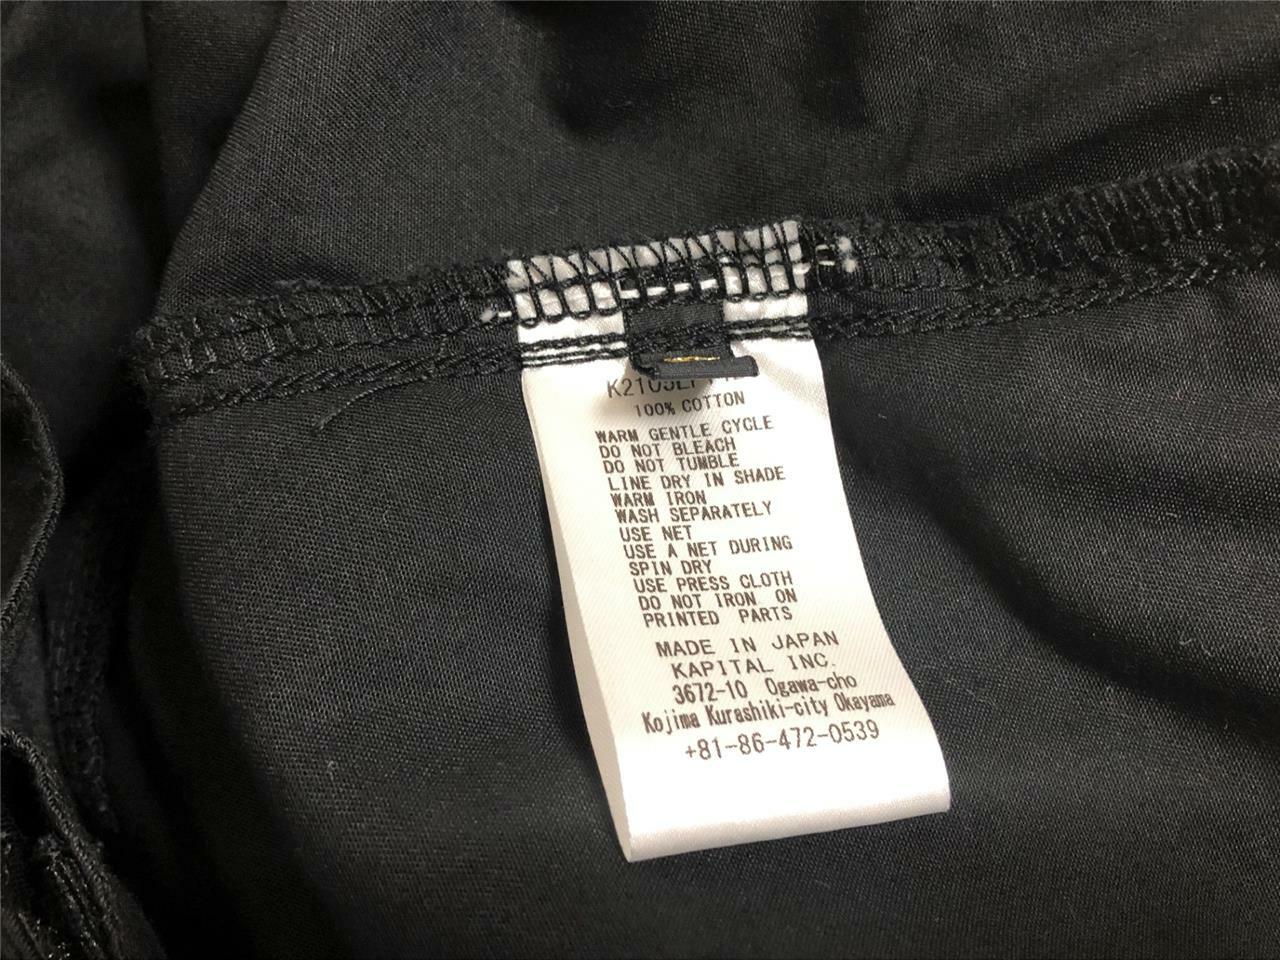 100% COTTON
WARM GENTLE CYCLE
DO NOT BLEACH
DO NOT TUMBLE
LINE DRY IN SHADE
WARM IRON
WASH SEPARATELY
USE NET
USE A NET DURING
SPIN DRY
USE PRESS CLOTH
DO NOT IRON ON
PRINTED PARTS
MADE IN JAPAN
KAPITAL INC.
3672-10 Ogawa-cho
Kojima Kurashiki-city Okayama
+81-86-472-0539